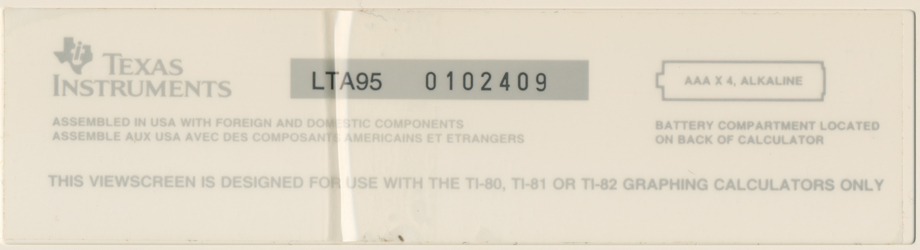 TEXAS
INSTRUMENTS
LTA95 0102409
AAA X 4, ALKALINE
ASSEMBLED IN USA WITH FOREIGN AND DOMESTIC COMPONENTS
ASSEMBLE AUX USA AVEC DES COMPOSANTS AMERICAINS ET ETRANGERS
BATTERY COMPARTMENT LOCATED
ON BACK OF CALCULATOR
THIS VIEWSCREEN IS DESIGNED FOR USE WITH THE TI-80, TI-81 OR TI-82 GRAPHING CALCULATORS ONLY